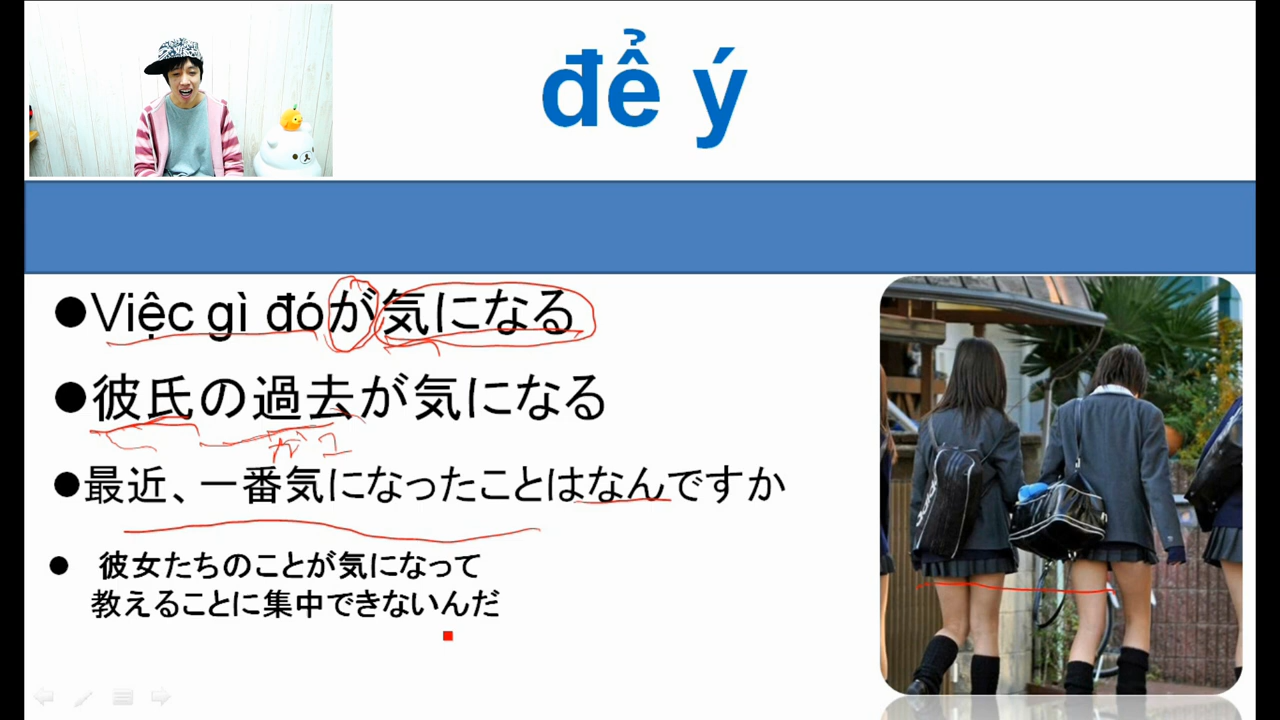 để ý
●Việc gì đóが気になる
●彼氏の過去が気になる
かこ
●最近、一番気になったことはなんですか
● 彼女たちのことが気になって
教えることに集中できないんだ